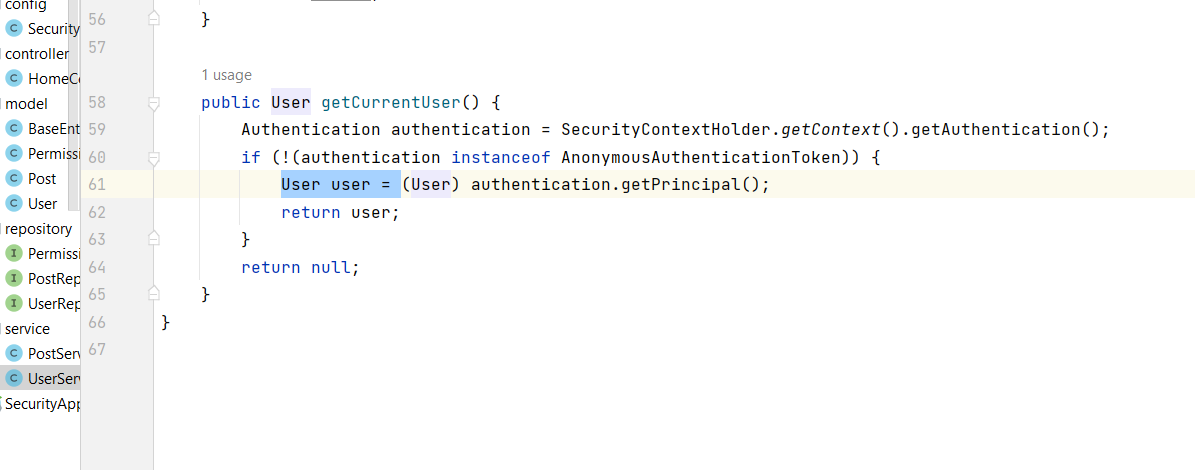 config
Security
controller
HomeCo
model
BaseEnt
Permissi
Post
User
repository
Permissi
PostRep
UserRep
service
PostServ
UserServ
SecurityApp
56 }
57
1 usage
58 public User getCurrentUser() {
59 Authentication authentication = SecurityContextHolder.getContext().getAuthentication();
60 if (!(authentication instanceof AnonymousAuthenticationToken)) {
61 User user = (User) authentication.getPrincipal();
62 return user;
63 }
64 return null;
65 }
66 }
67